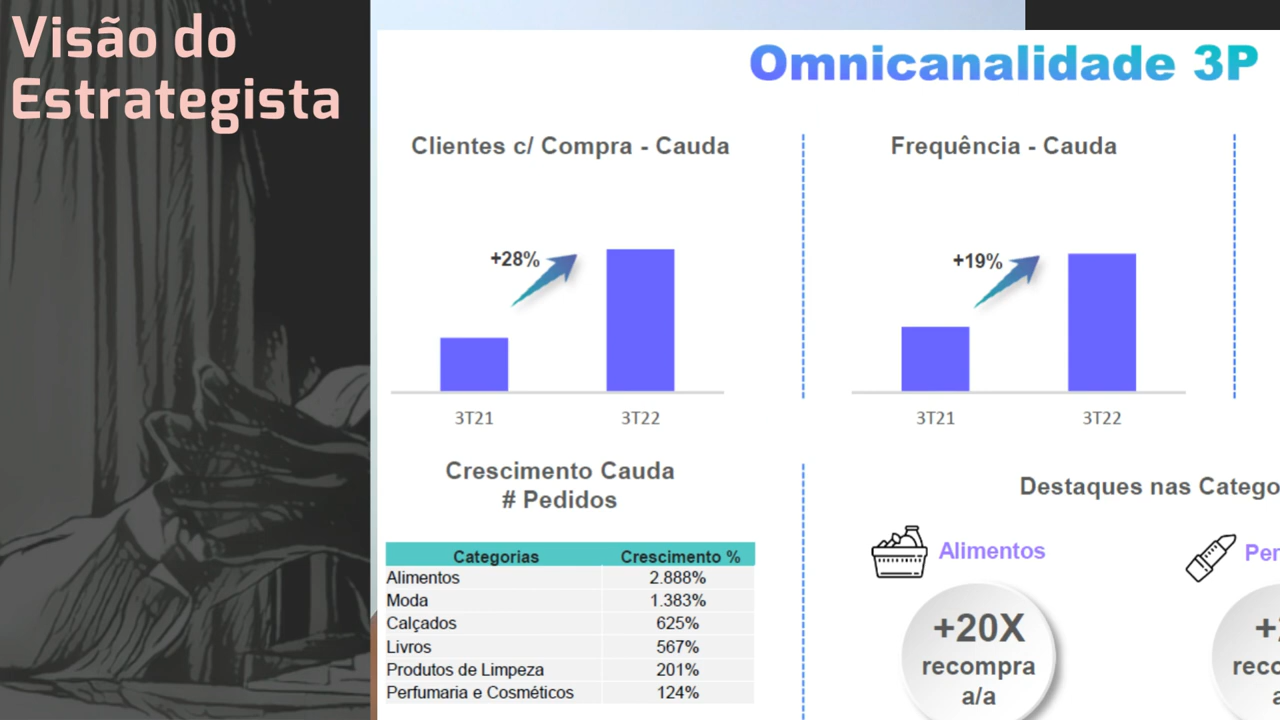 Visão do
Estrategista
Omnicanalidade 3P
Clientes c/ Compra - Cauda
+28%
3T21
3T22
Frequência - Cauda
+19%
3T21
3T22
Crescimento Cauda
# Pedidos
Categorias Crescimento %
Alimentos 2.888%
Moda 1.383%
Calçados 625%
Livros 567%
Produtos de Limpeza 201%
Perfumaria e Cosméticos 124%
Destaques nas Catego
Alimentos
+20X
recompra
a/a
Per
reco